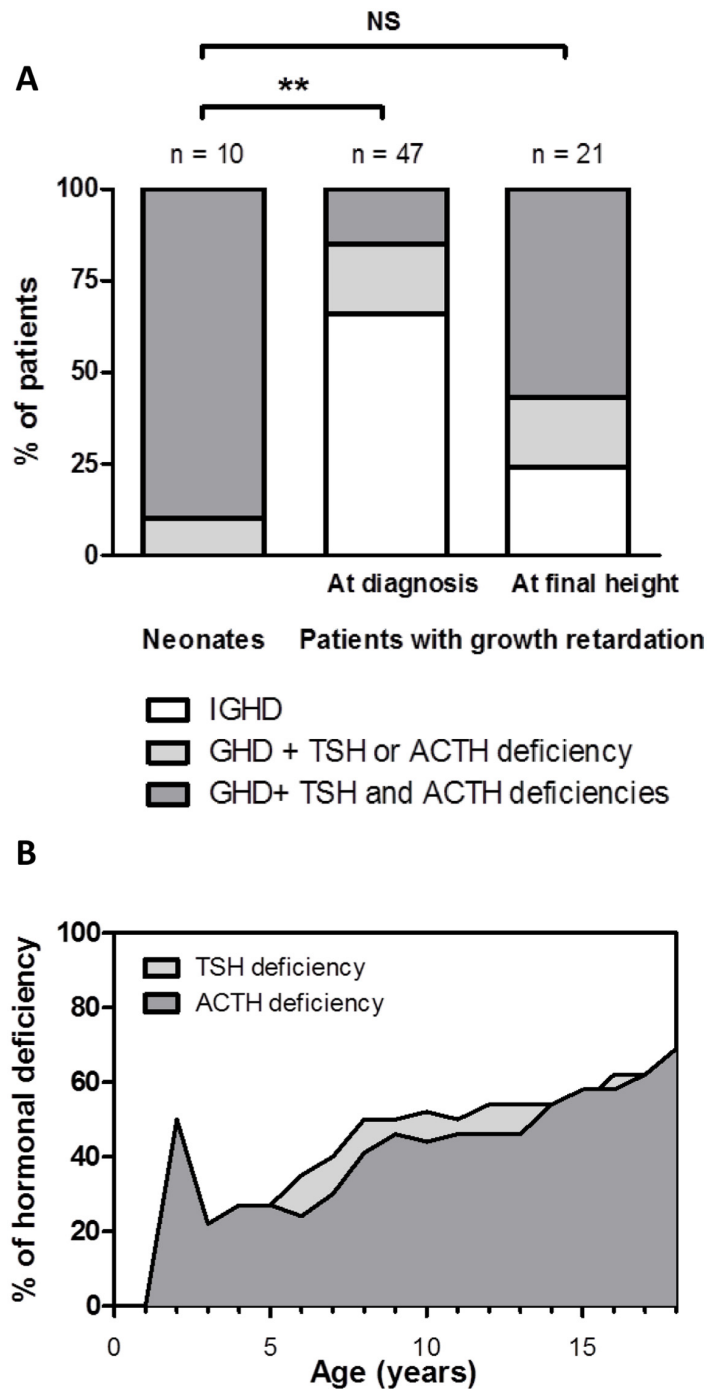 NS
A
**
n = 10 n = 47 n = 21
100
75
50
25
0
% of patients
At diagnosis At final height
Neonates Patients with growth retardation
IGHD
GHD + TSH or ACTH deficiency
GHD+ TSH and ACTH deficiencies
B
100
80
60
40
20
0
% of hormonal deficiency
TSH deficiency
ACTH deficiency
0 5 10 15
Age (years)